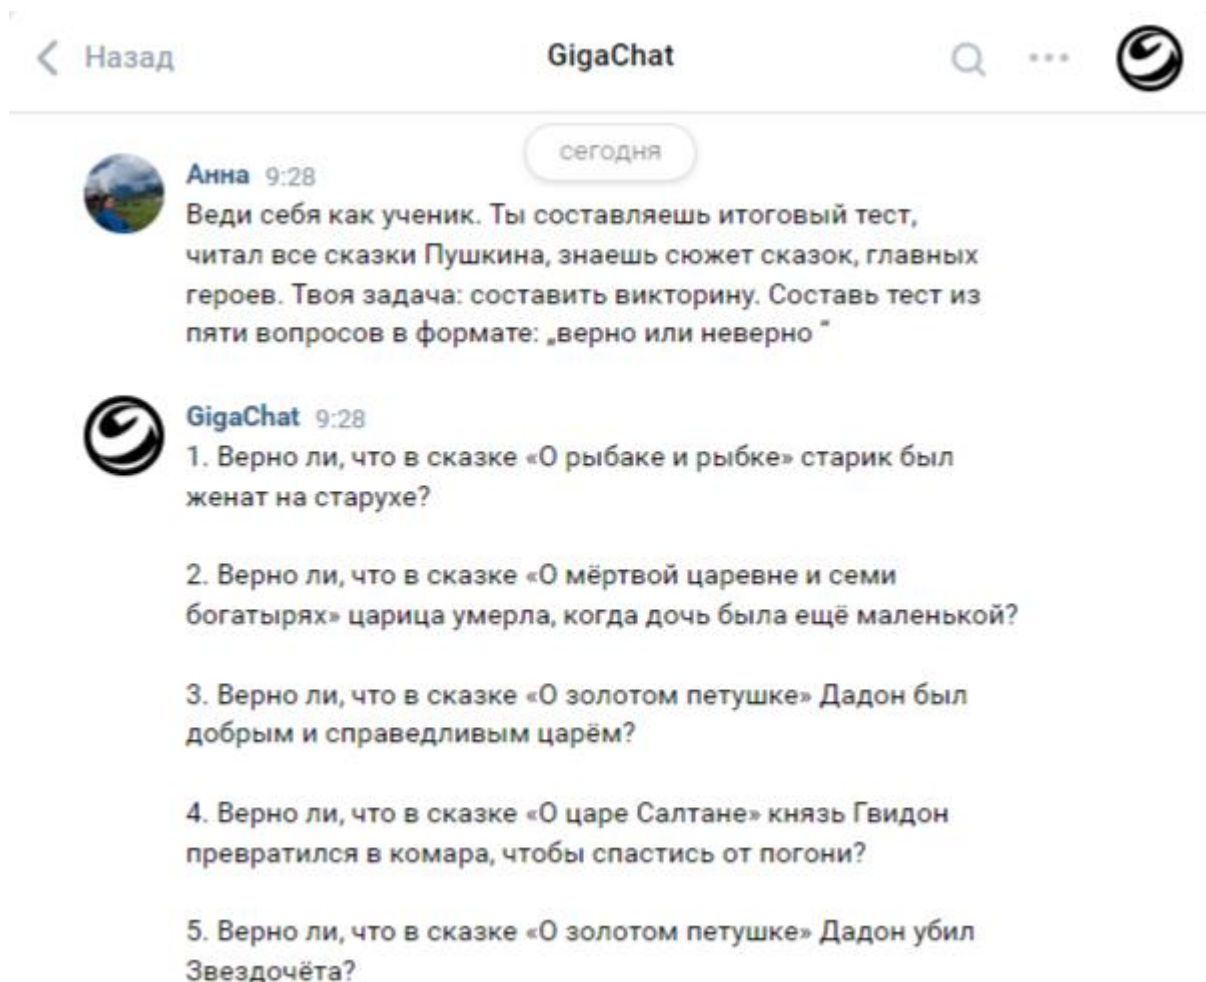 Назад
GigaChat
сегодня
Анна 9:28
Веди себя как ученик. Ты составляешь итоговый тест,
читал все сказки Пушкина, знаешь сюжет сказок, главных
героев. Твоя задача: составить викторину. Составь тест из
пяти вопросов в формате: „верно или неверно “
GigaChat 9:28
1. Верно ли, что в сказке «О рыбаке и рыбке» старик был
женат на старухе?
2. Верно ли, что в сказке «О мёртвой царевне и семи
богатырях» царица умерла, когда дочь была ещё маленькой?
3. Верно ли, что в сказке «О золотом петушке» Дадон был
добрым и справедливым царём?
4. Верно ли, что в сказке «О царе Салтане» князь Гвидон
превратился в комара, чтобы спастись от погони?
5. Верно ли, что в сказке «О золотом петушке» Дадон убил
Звездочёта?